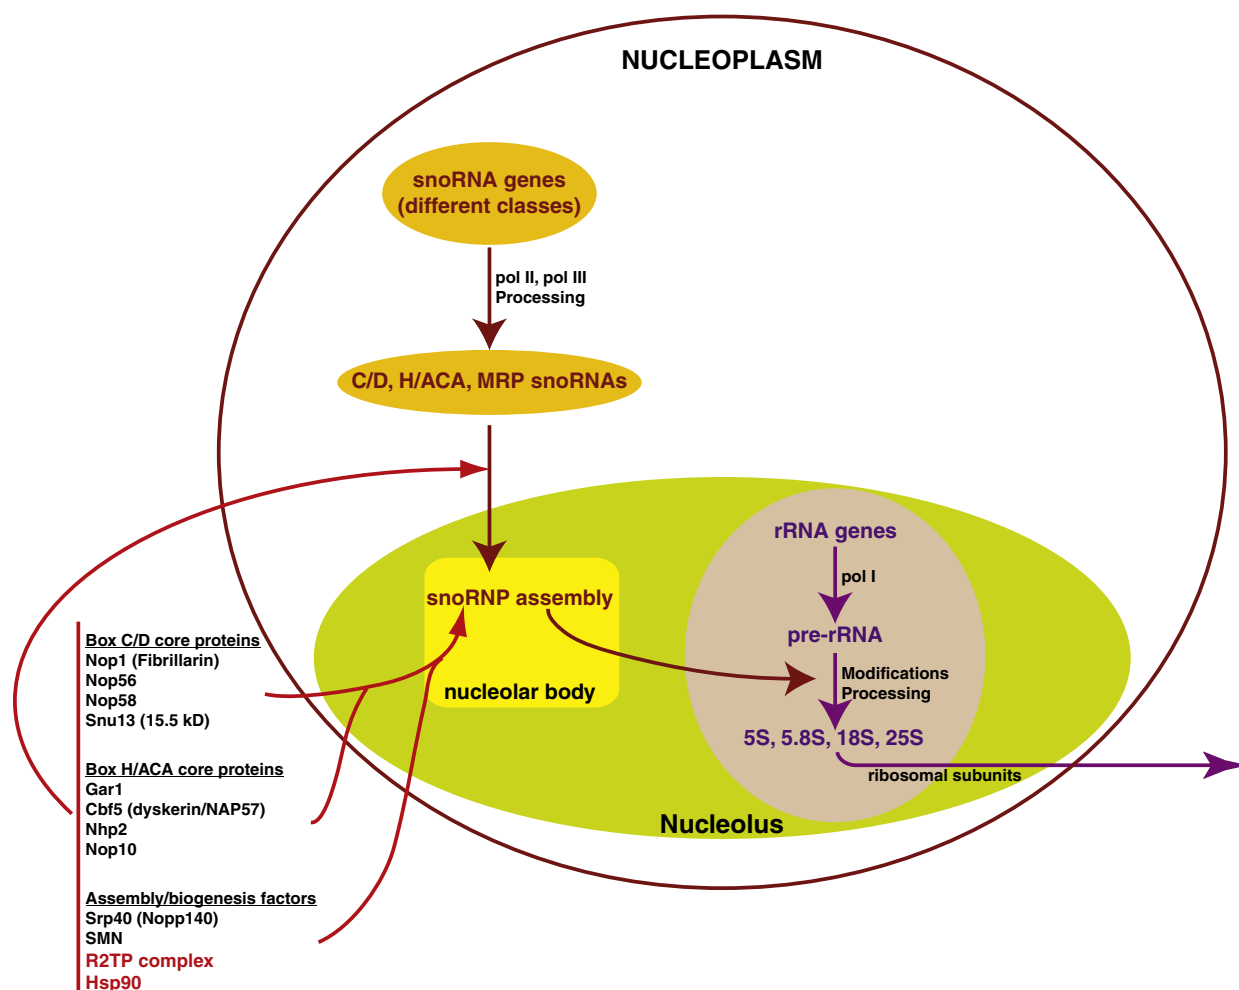 NUCLEOPLASM
snoRNA genes
(different classes)
pol II, pol III
Processing
C/D, H/ACA, MRP snoRNAs
rRNA genes
pol I
snoRNP assembly
pre-rRNA
Modifications
Processing
nucleolar body
5S, 5.8S, 18S, 25S
ribosomal subunits
Nucleolus
Box C/D core proteins
Nop1 (Fibrillarin)
Nop56
Nop58
Snu13 (15.5 kD)
Box H/ACA core proteins
Gar1
Cbf5 (dyskerin/NAP57)
Nhp2
Nop10
Assembly/biogenesis factors
Srp40 (Nopp140)
SMN
R2TP complex
Hsp90